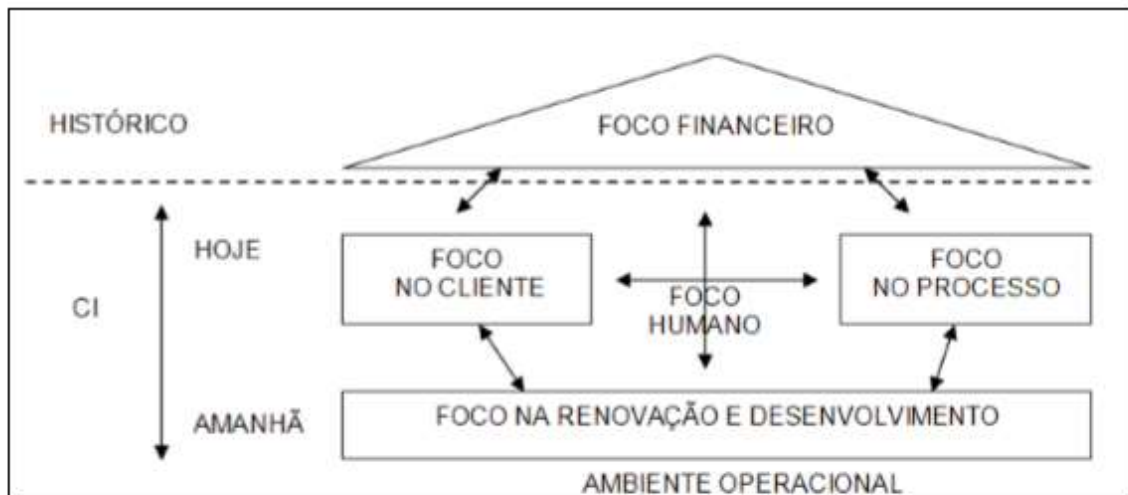 HISTÓRICO
FOCO FINANCEIRO
HOJE
FOCO
NO CLIENTE
FOCO
NO PROCESSO
CI
FOCO
HUMANO
AMANHÃ
FOCO NA RENOVAÇÃO E DESENVOLVIMENTO
AMBIENTE OPERACIONAL